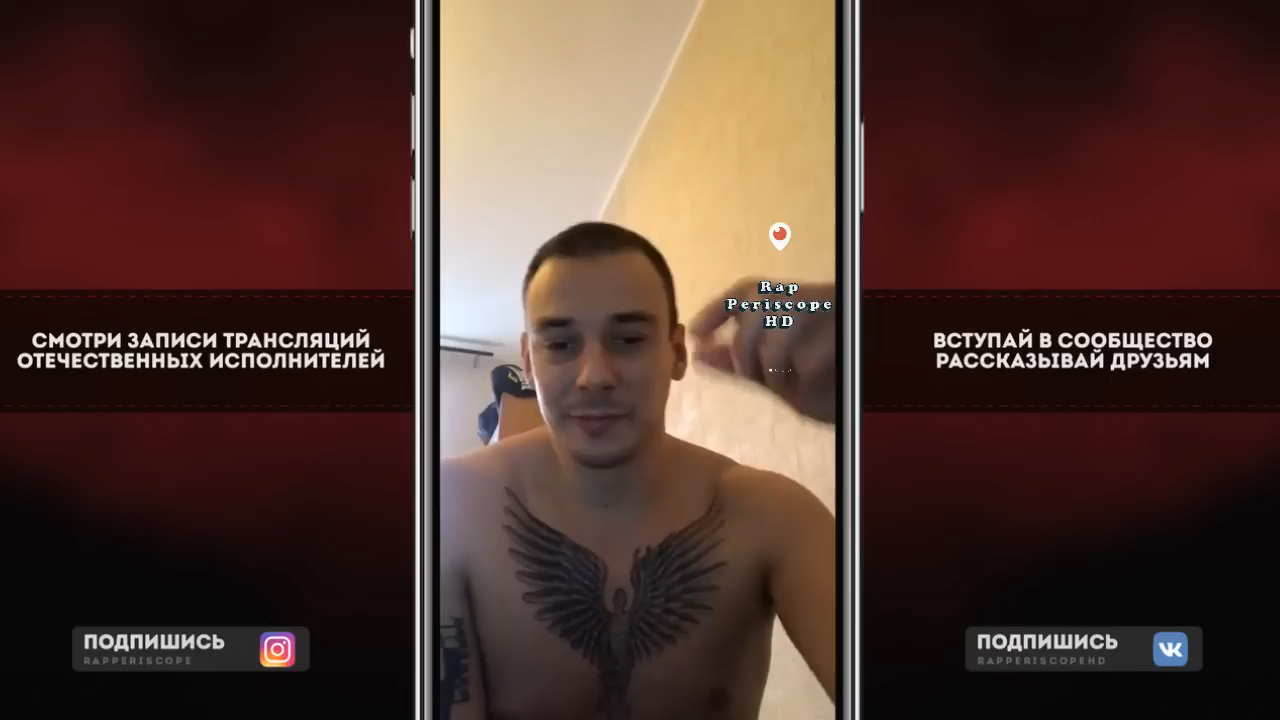 СМОТРИ ЗАПИСИ ТРАНСЛЯЦИЙ
ОТЕЧЕСТВЕННЫХ ИСПОЛНИТЕЛЕЙ
Rap
Periscope
HD
ВСТУПАЙ В СООБЩЕСТВО
РАССКАЗЫВАЙ ДРУЗЬЯМ
ПОДПИШИСЬ
RAPPERISCOPE
ПОДПИШИСЬ
RAPPERISCOPEHD